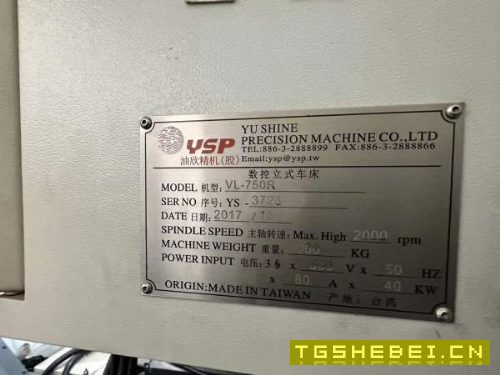 YSP
油欣精机(股)
YU SHINE
PRECISION MACHINE CO.,LTD
TEL:886-3-2888899 FAX:886-3-2888866
Email:ysp@ysp.tw
数控立式车床
MODEL 机型: VL-750R
SER NO 序号: YS - 3723
DATE 日期: 2017 / 10
SPINDLE SPEED 主轴转速: Max. High 2000 rpm
MACHINE WEIGHT 重量: KG
POWER INPUT 电压: 3 φ x 380 V x 50 HZ
x 80 A x 40 KW
ORIGIN:MADE IN TAIWAN 产地:台湾
TGSHEBEI.CN